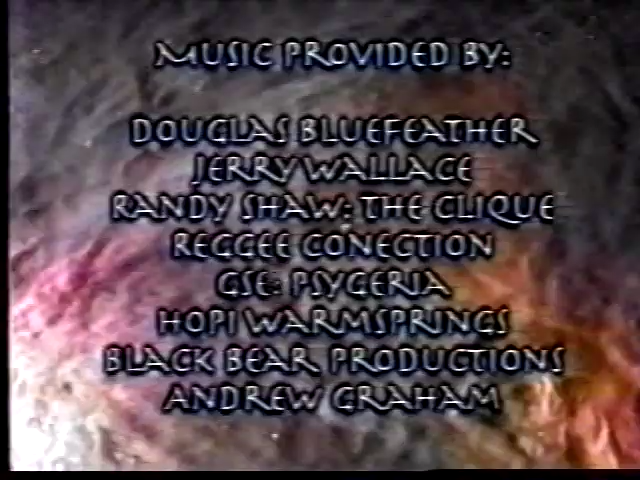 MUSIC PROVIDED BY:
DOUGLAS BLUEFEATHER
JERRY WALLACE
RANDY SHAW: THE CLIQUE
REGGEE CONECTION
GSE: PSYGERIA
HOPI WARMSPRINGS
BLACK BEAR PRODUCTIONS
ANDREW GRAHAM